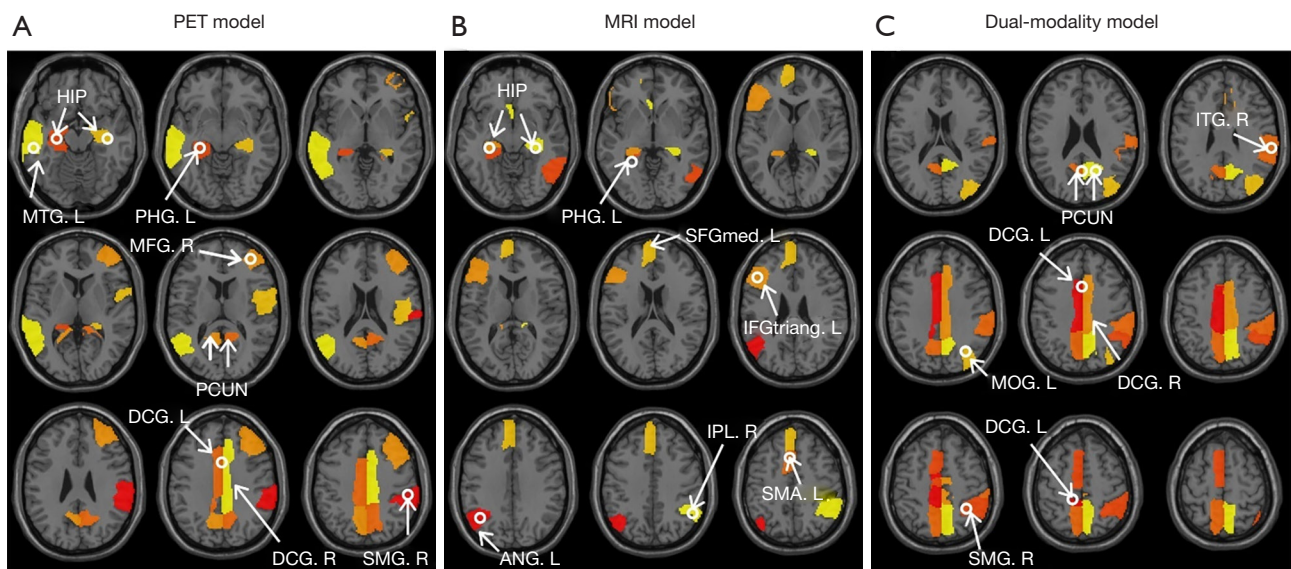 A PET model
B MRI model
C Dual-modality model
HIP
MTG. L
PHG. L
MFG. R
PCUN
DCG. L
DCG. R
SMG. R
HIP
PHG. L
SFGmed. L
IFGtriang. L
IPL. R
SMA. L
ANG. L
ITG. R
PCUN
DCG. L
MOG. L
DCG. R
DCG. L
SMG. R